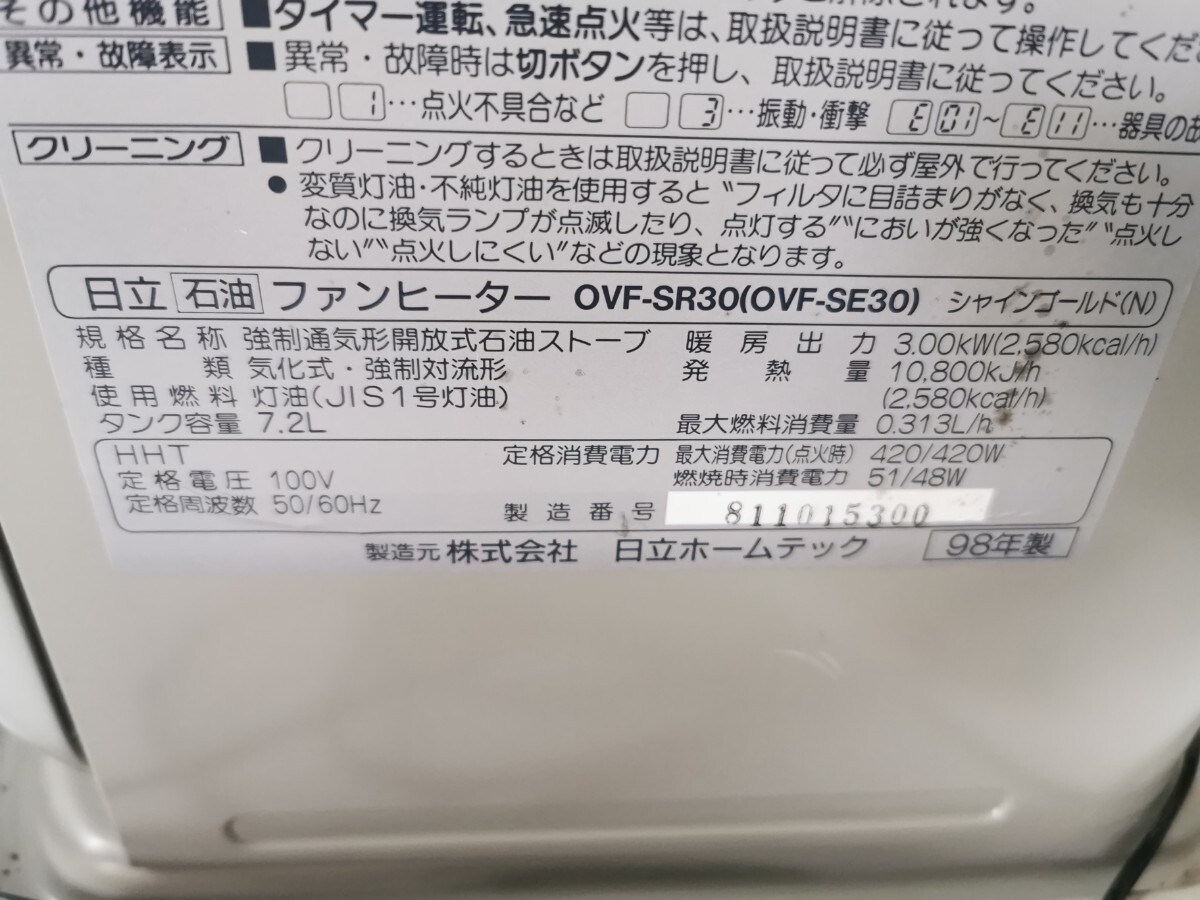 その他機能 ■タイマー運転、急速点火等は、取扱説明書に従って操作してくだ
異常・故障表示 ■異常・故障時は切ボタンを押し、取扱説明書に従ってください。
1…点火不具合など 3…振動・衝撃 E01~E11…器具の
クリーニング ■クリーニングするときは取扱説明書に従って必ず屋外で行ってください。
●変質灯油・不純灯油を使用すると〝フィルタに目詰まりがなく、換気も十分
なのに換気ランプが点滅したり、点灯する〞〝においが強くなった〞〝点火し
ない〞〝点火しにくい〞などの現象となります。
日立 石油 ファンヒーター OVF-SR30(OVF-SE30) シャインゴールド(N)
規格名称 強制通気形開放式石油ストーブ 暖房出力 3.00kW(2,580kcal/h)
種類 気化式・強制対流形 発熱量 10,800kJ/h
使用燃料 灯油(JIS1号灯油) (2,580kcal/h)
タンク容量 7.2L 最大燃料消費量 0.313L/h
HHT 定格消費電力 最大消費電力(点火時) 420/420W
定格電圧 100V 燃焼時消費電力 51/48W
定格周波数 50/60Hz 製造番号 811015300
製造元 株式会社 日立ホームテック 98年製